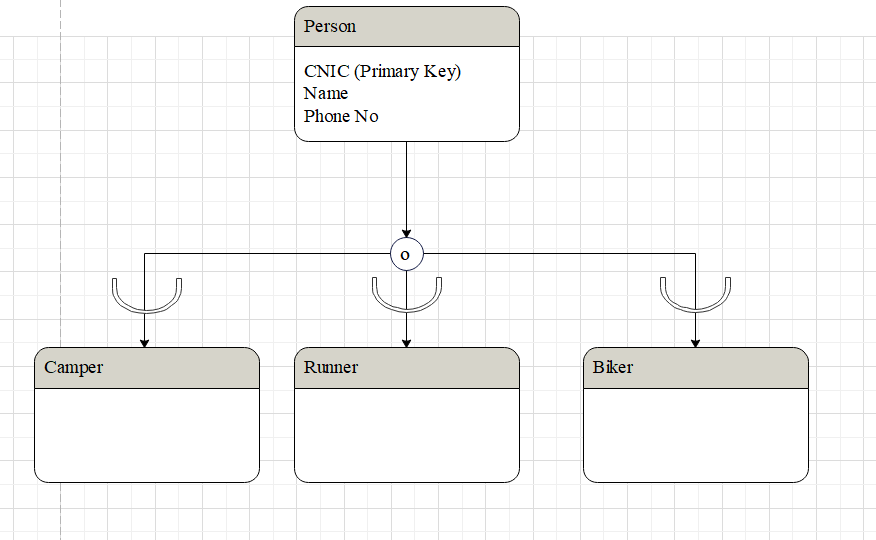 Person
CNIC (Primary Key)
Name
Phone No
o
Camper
Runner
Biker